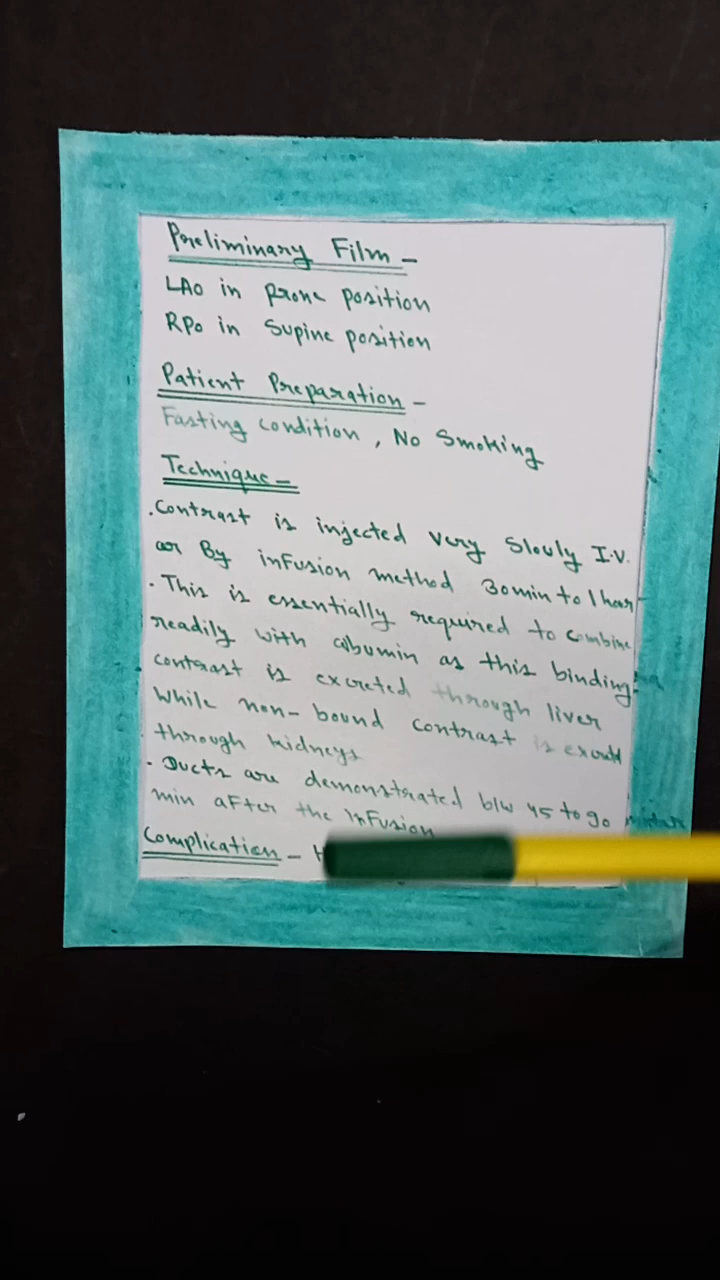 Preliminary Film -
LAO in prone position
RPO in Supine position
Patient Preparation -
Fasting condition , No Smoking
Technique -
. Contrast is injected very slowly I.V.
or By inFusion method 30min to 1 hour
. This is essentially required to combine
readily with albumin as this binding
contrast is excreted through liver
While non-bound contrast is
through kidneys
. Ducts are demonstrated b/w 45 to 90
min aFter the InFusion
Complication -